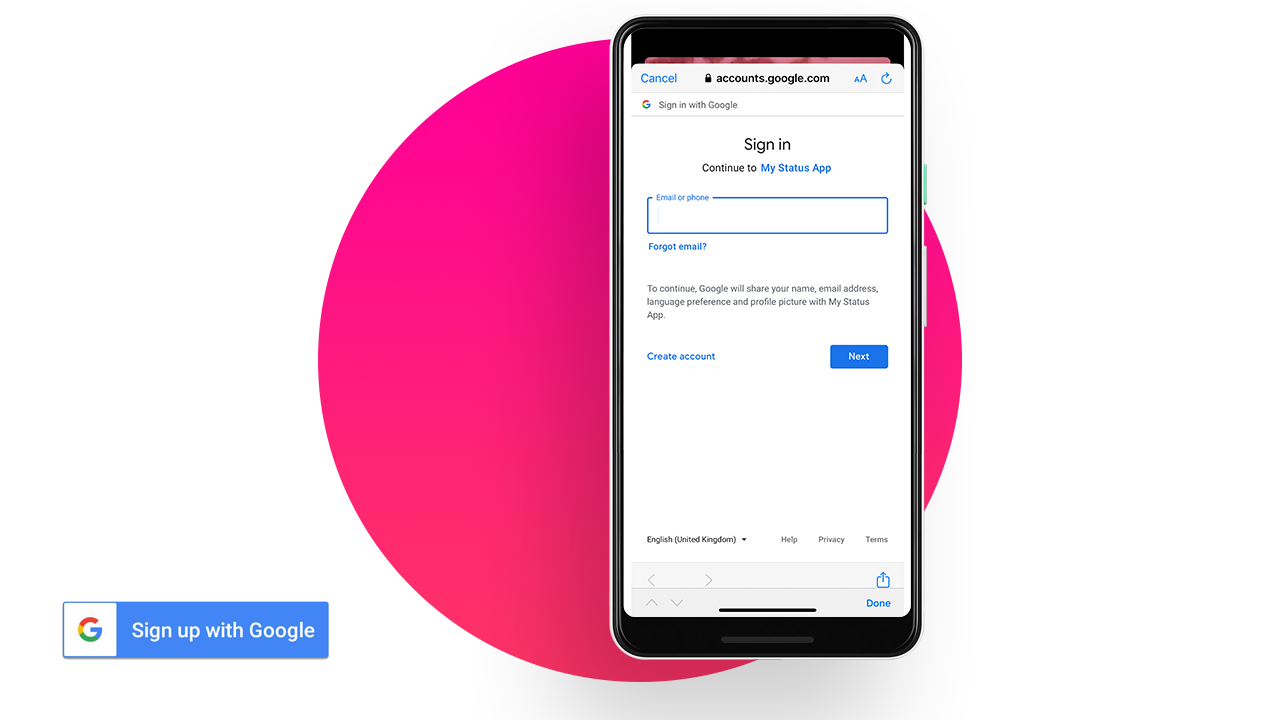 Cancel accounts.google.com AA
Sign in with Google
Sign in
Continue to My Status App
Email or phone
Forgot email?
To continue, Google will share your name, email address,
language preference and profile picture with My Status
App.
Create account Next
English (United Kingdom) Help Privacy Terms
Done
Sign up with Google